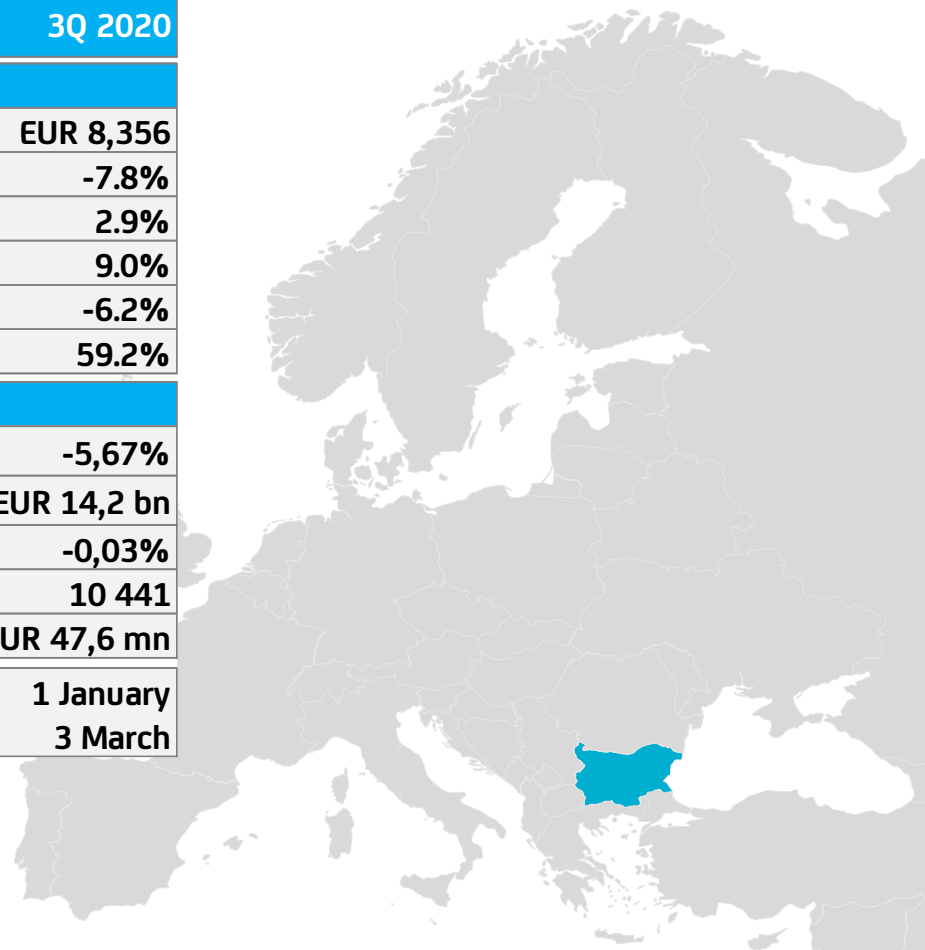 3Q 2020
EUR 8,356
-7.8%
2.9%
9.0%
-6.2%
59.2%
-5,67%
EUR 14,2 bn
-0,03%
10 441
UR 47,6 mn
1 January
3 March